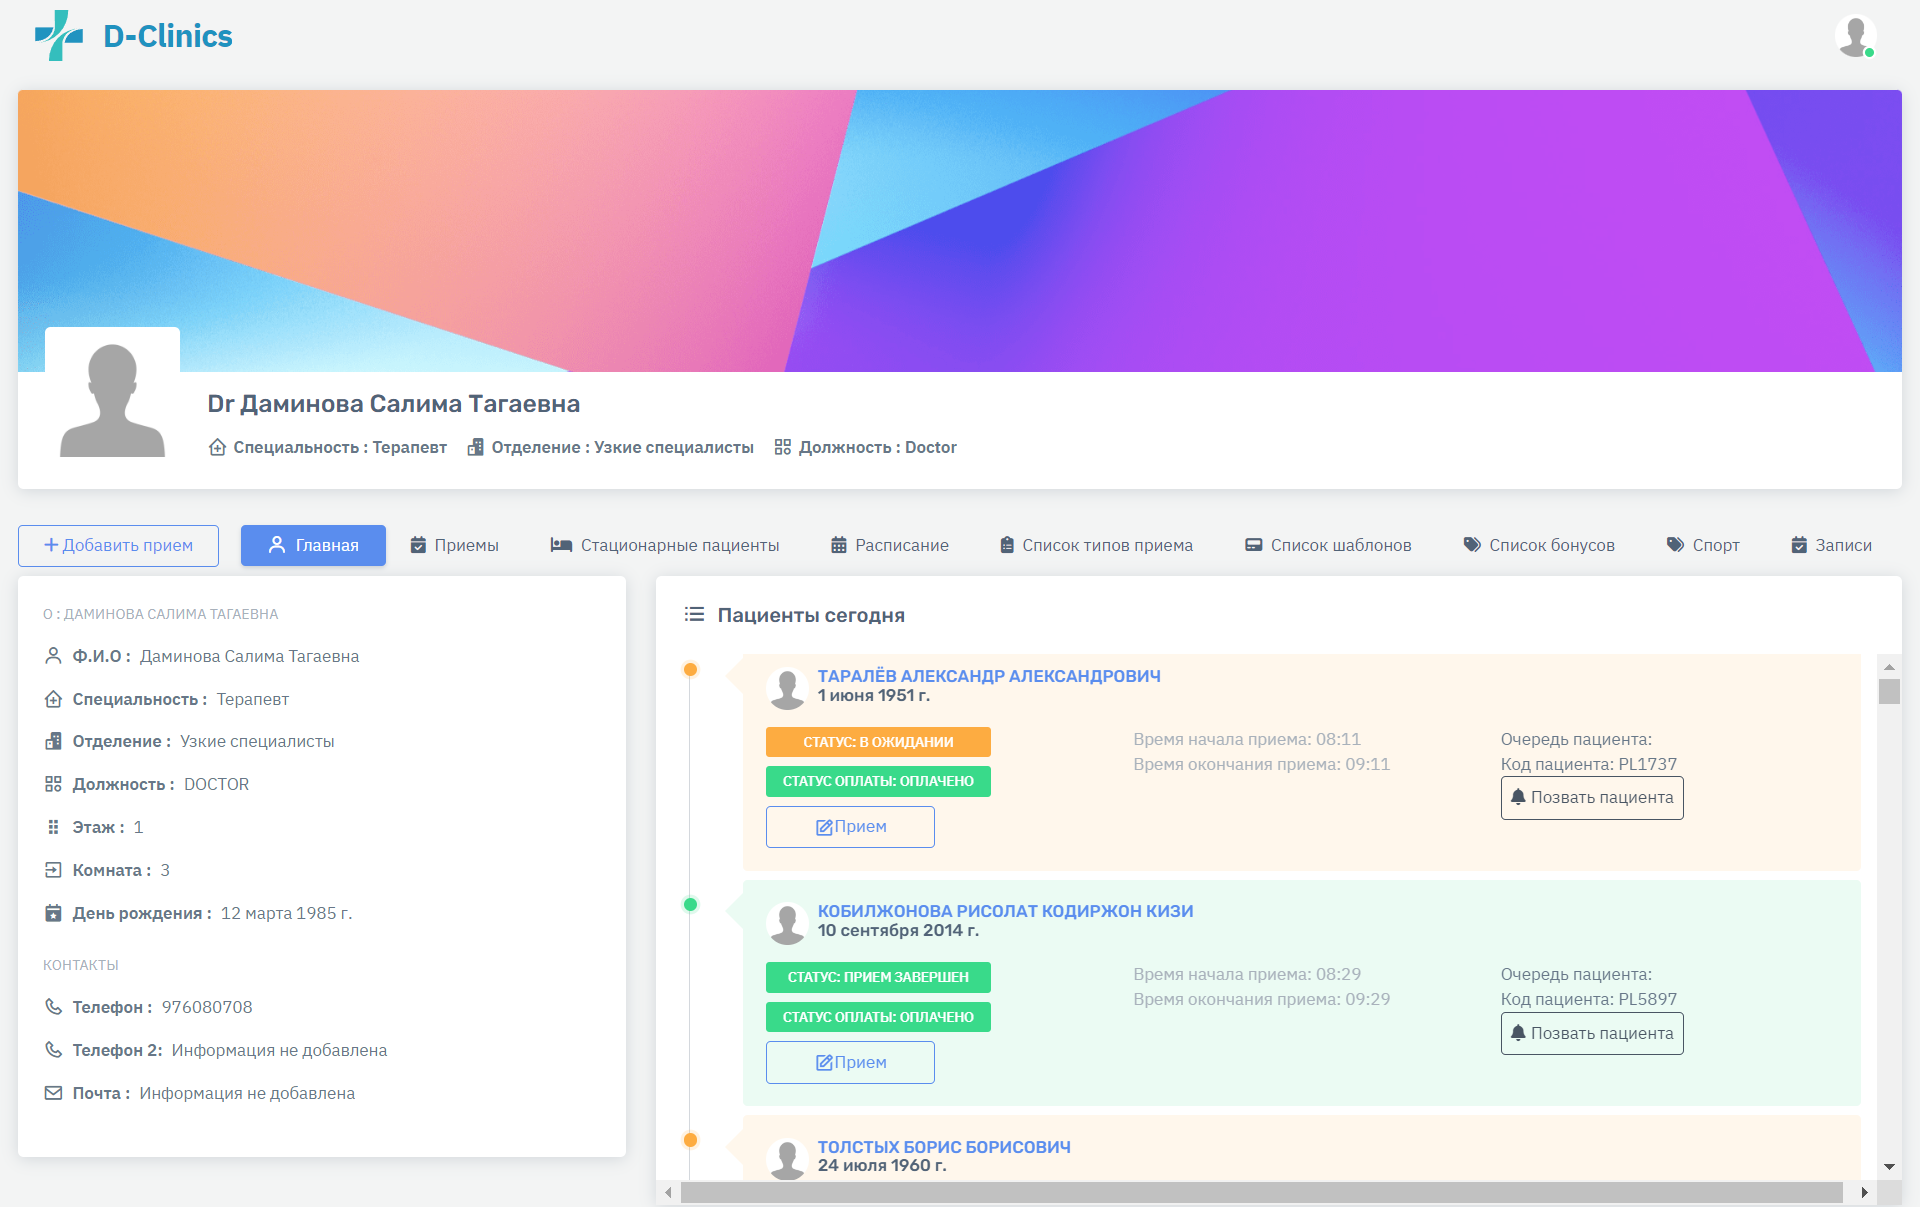 D-Clinics
Dr Даминова Салима Тагаевна
Специальность : Терапевт Отделение : Узкие специалисты Должность : Doctor
Добавить прием Главная Приемы Стационарные пациенты Расписание Список типов приема Список шаблонов Список бонусов Спорт Записи
О : ДАМИНОВА САЛИМА ТАГАЕВНА
Ф.И.О : Даминова Салима Тагаевна
Специальность : Терапевт
Отделение : Узкие специалисты
Должность : DOCTOR
Этаж : 1
Комната : 3
День рождения : 12 марта 1985 г.
КОНТАКТЫ
Телефон : 976080708
Телефон 2: Информация не добавлена
Почта : Информация не добавлена
Пациенты сегодня
ТАРАЛЁВ АЛЕКСАНДР АЛЕКСАНДРОВИЧ
1 июня 1951 г.
СТАТУС: В ОЖИДАНИИ
СТАТУС ОПЛАТЫ: ОПЛАЧЕНО
Прием
Время начала приема: 08:11
Время окончания приема: 09:11
Очередь пациента:
Код пациента: PL1737
Позвать пациента
КОБИЛЖОНОВА РИСОЛАТ КОДИРЖОН КИЗИ
10 сентября 2014 г.
СТАТУС: ПРИЕМ ЗАВЕРШЕН
СТАТУС ОПЛАТЫ: ОПЛАЧЕНО
Прием
Время начала приема: 08:29
Время окончания приема: 09:29
Очередь пациента:
Код пациента: PL5897
Позвать пациента
ТОЛСТЫХ БОРИС БОРИСОВИЧ
24 июля 1960 г.